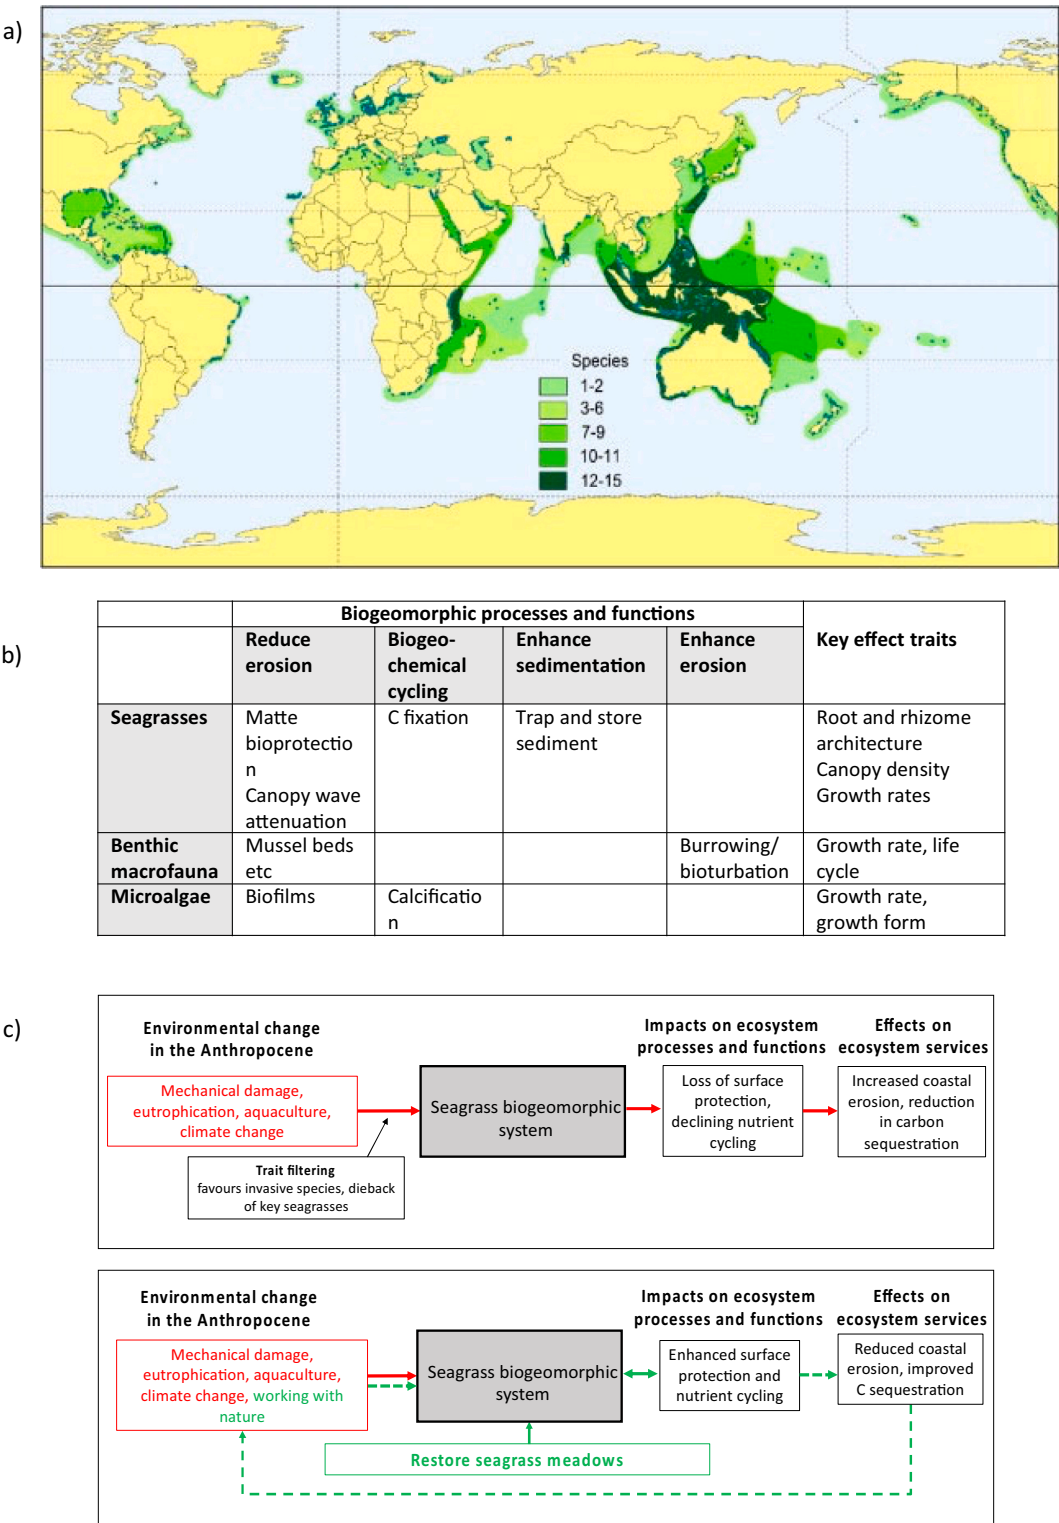 a)
Species
1-2
3-6
7-9
10-11
12-15
b)
Biogeomorphic processes and functions
Key effect traits
Reduce
erosion
Biogeo-
chemical
cycling
Enhance
sedimentation
Enhance
erosion
Seagrasses
Matte
bioprotectio
n
Canopy wave
attenuation
C fixation
Trap and store
sediment
Root and rhizome
architecture
Canopy density
Growth rates
Benthic
macrofauna
Mussel beds
etc
Burrowing/
bioturbation
Growth rate, life
cycle
Microalgae
Biofilms
Calcificatio
n
Growth rate,
growth form
c)
Environmental change
in the Anthropocene
Impacts on ecosystem
processes and functions
Effects on
ecosystem services
Mechanical damage,
eutrophication, aquaculture,
climate change
Seagrass biogeomorphic
system
Loss of surface
protection,
declining nutrient
cycling
Increased coastal
erosion, reduction
in carbon
sequestration
Trait filtering
favours invasive species, dieback
of key seagrasses
Environmental change
in the Anthropocene
Impacts on ecosystem
processes and functions
Effects on
ecosystem services
Mechanical damage,
eutrophication, aquaculture,
climate change, working with
nature
Seagrass biogeomorphic
system
Enhanced surface
protection and
nutrient cycling
Reduced coastal
erosion, improved
C sequestration
Restore seagrass meadows